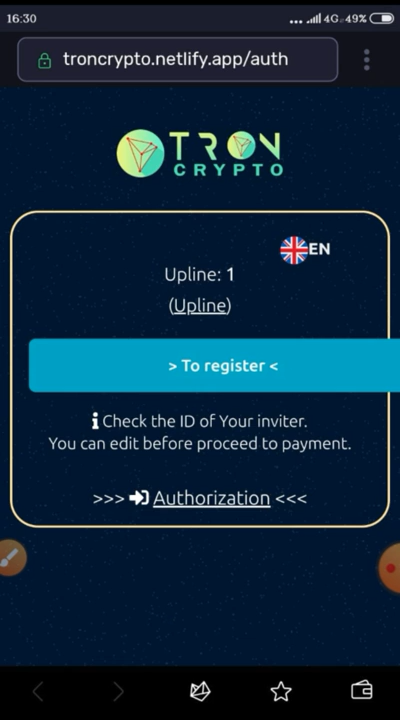 16:30 4G 49%
troncrypto.netlify.app/auth
TRON
CRYPTO
EN
Upline: 1
(Upline)
> To register <
Check the ID of Your inviter.
You can edit before proceed to payment.
>>> Authorization <<<